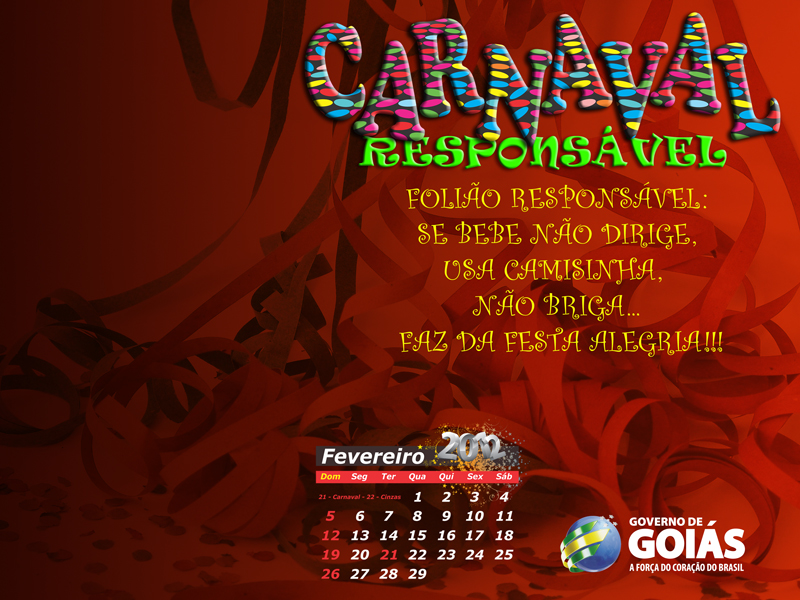 CARNAVAL
RESPONSÁVEL
FOLIÃO RESPONSÁVEL:
SE BEBE NÃO DIRIGE,
USA CAMISINHA,
NÃO BRIGA...
FAZ DA FESTA ALEGRIA!!!
Fevereiro 2012
Dom Seg Ter Qua Qui Sex Sáb
21 - Carnaval - 22 - Cinzas 1 2 3 4
5 6 7 8 9 10 11
12 13 14 15 16 17 18
19 20 21 22 23 24 25
26 27 28 29
GOVERNO DE
GOIÁS
A FORÇA DO CORAÇÃO DO BRASIL